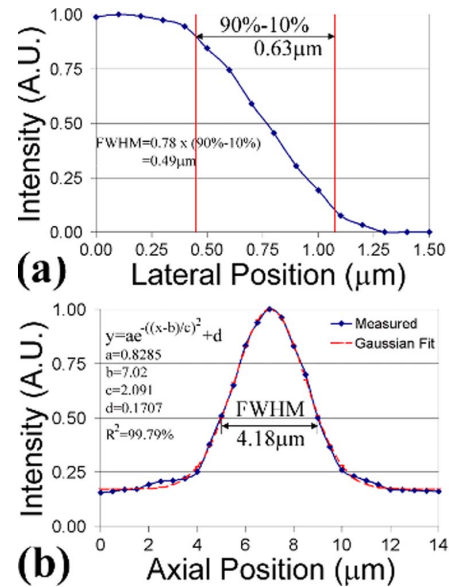 1.00
0.75
0.50
0.25
0.00
Intensity (A.U.)
90%-10%
0.63μm
FWHM=0.78 x (90%-10%)
=0.49μm
0.00 0.25 0.50 0.75 1.00 1.25 1.50
(a) Lateral Position (μm)
1.00
0.75
0.50
0.25
0.00
Intensity (A.U.)
y=ae^-((x-b)/c)^2+d
a=0.8285
b=7.02
c=2.091
d=0.1707
R²=99.79%
Measured
Gaussian Fit
FWHM
4.18μm
0 2 4 6 8 10 12 14
(b) Axial Position (μm)